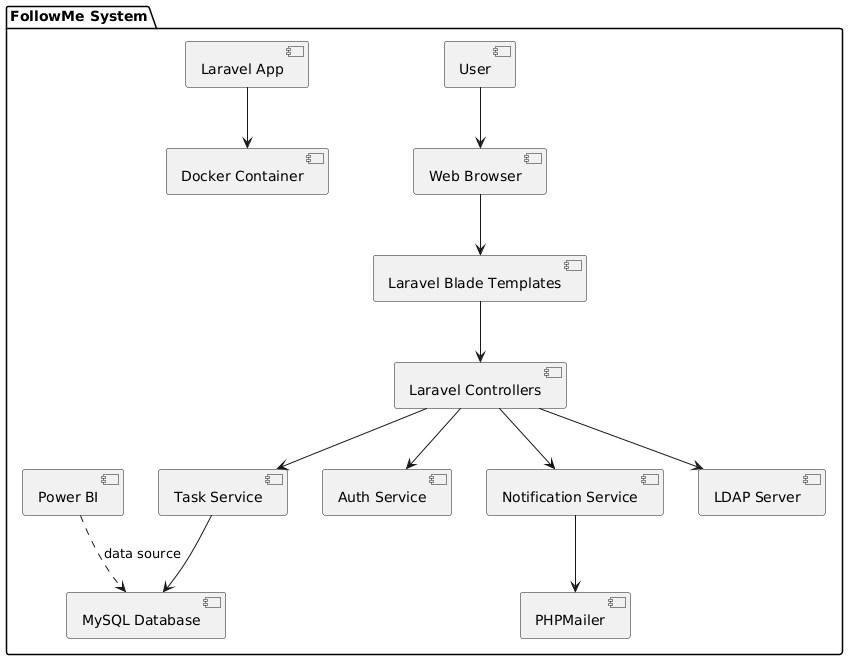 FollowMe System
Laravel App
User
Docker Container
Web Browser
Laravel Blade Templates
Laravel Controllers
Power BI
Task Service
Auth Service
Notification Service
LDAP Server
data source
MySQL Database
PHPMailer